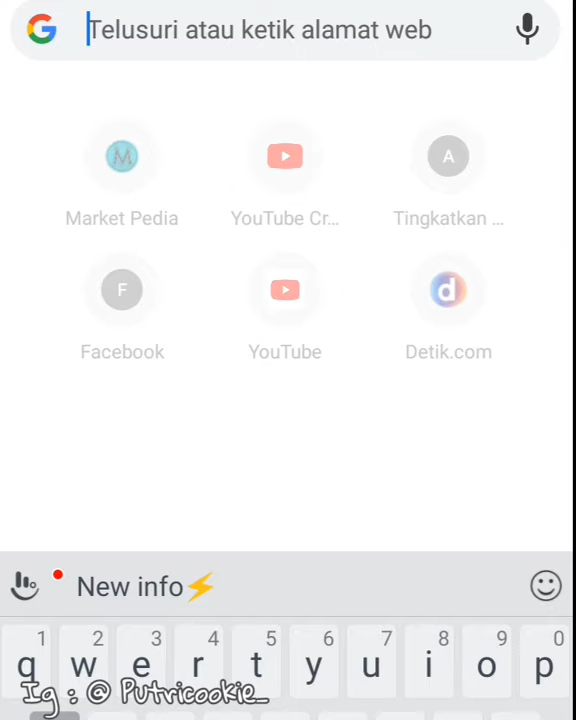 Telusuri atau ketik alamat web
M A
Market Pedia YouTube Cr... Tingkatkan ...
F d
Facebook YouTube Detik.com
New info⚡
1 2 3 4 5 6 7 8 9 0
q w e r t y u i o p
Ig : @ Putricookie_